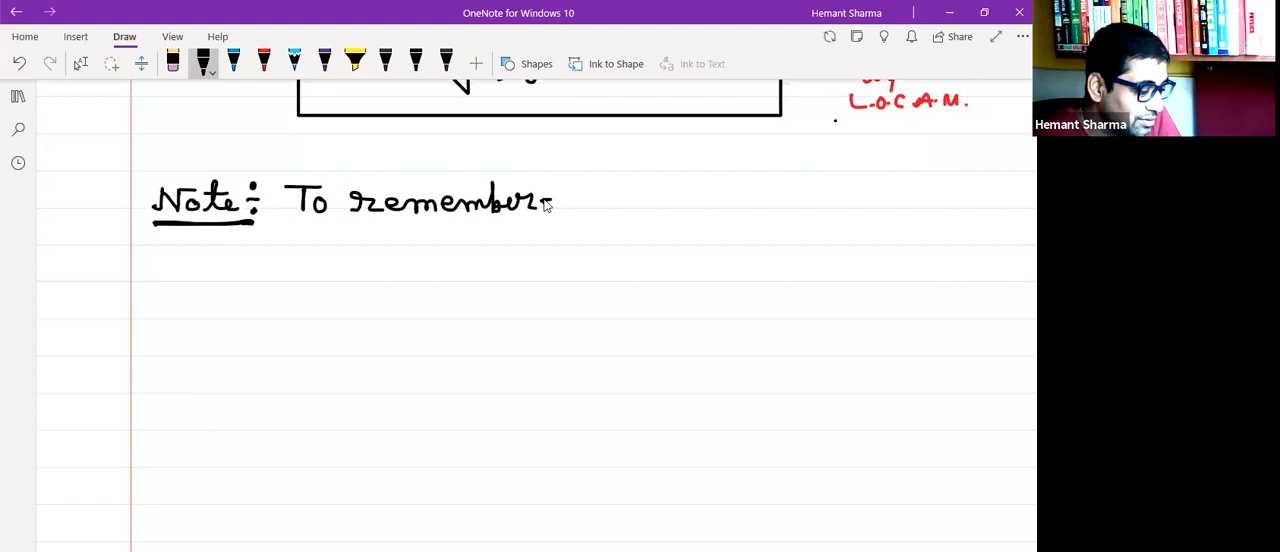 OneNote for Windows 10
Hemant Sharma
Home Insert Draw View Help
Share
Shapes Ink to Shape Ink to Text
L.O.C.A.M.
Hemant Sharma
Note: To remember-